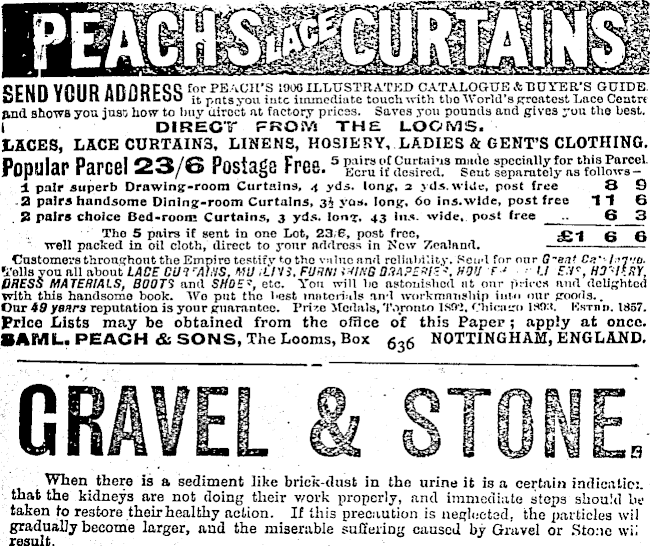 PEACH'S LACE CURTAINS
SEND YOUR ADDRESS for PEACH'S 1906 ILLUSTRATED CATALOGUE & BUYER'S GUIDE.
it puts you into immediate touch with the World's greatest Lace Centre
and shows you just how to buy direct at factory prices. Saves you pounds and gives you the best.
DIRECT FROM THE LOOMS.
LACES, LACE CURTAINS, LINENS, HOSIERY, LADIES & GENT'S CLOTHING.
Popular Parcel 23/6 Postage Free. 5 pairs of Curtains made specially for this Parcel.
Ecru if desired. Sent separately as follows—
1 pair superb Drawing-room Curtains, 4 yds. long, 2 yds. wide, post free 8 9
2 pairs handsome Dining-room Curtains, 3½ yds. long, 60 ins. wide, post free 11 6
2 pairs choice Bed-room Curtains, 3 yds. long, 43 ins. wide, post free .. 6 3
The 5 pairs if sent in one Lot, 23/6, post free,
well packed in oil cloth, direct to your address in New Zealand.
£1 6 6
Customers throughout the Empire testify to the value and reliability. Send for our Great Catalogue.
Tells you all about LACE CURTAINS, MUSLINS, FURNISHING DRAPERIES, HOUSEHOLD LINENS, HOSIERY,
DRESS MATERIALS, BOOTS and SHOES, etc. You will be astonished at our prices and delighted
with this handsome book. We put the best materials and workmanship into our goods.
Our 49 years reputation is your guarantee. Prize Medals, Toronto 1892, Chicago 1893. Estbd. 1857.
Price Lists may be obtained from the office of this Paper; apply at once.
SAML. PEACH & SONS, The Looms, Box 636 NOTTINGHAM, ENGLAND.
GRAVEL & STONE.
When there is a sediment like brick-dust in the urine it is a certain indication
that the kidneys are not doing their work properly, and immediate steps should be
taken to restore their healthy action. If this precaution is neglected, the particles will
gradually become larger, and the miserable suffering caused by Gravel or Stone will
result.